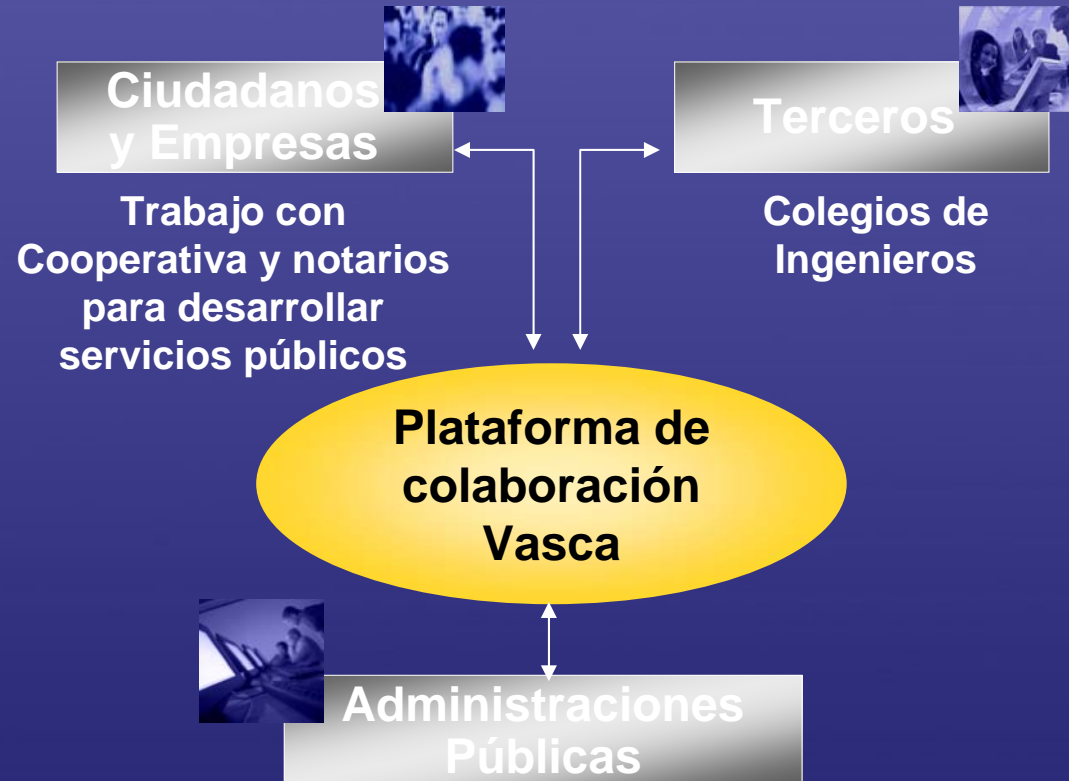 Ciudadanos
y Empresas
Terceros
Trabajo con
Cooperativa y notarios
para desarrollar
servicios públicos
Colegios de
Ingenieros
Plataforma de
colaboración
Vasca
Administraciones
Públicas